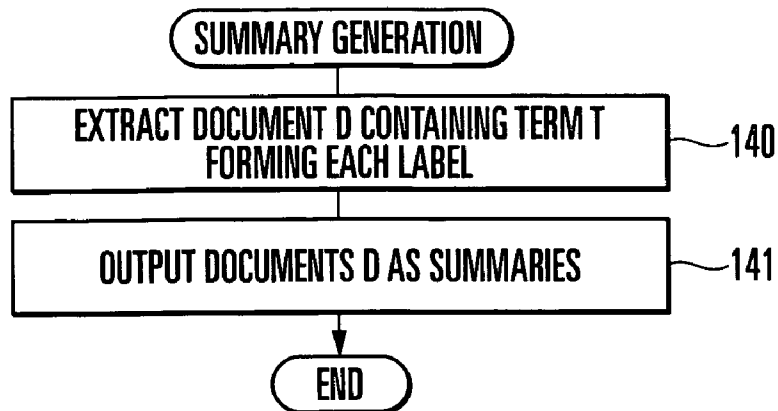 SUMMARY GENERATION
EXTRACT DOCUMENT D CONTAINING TERM T
FORMING EACH LABEL
140
OUTPUT DOCUMENTS D AS SUMMARIES
141
END